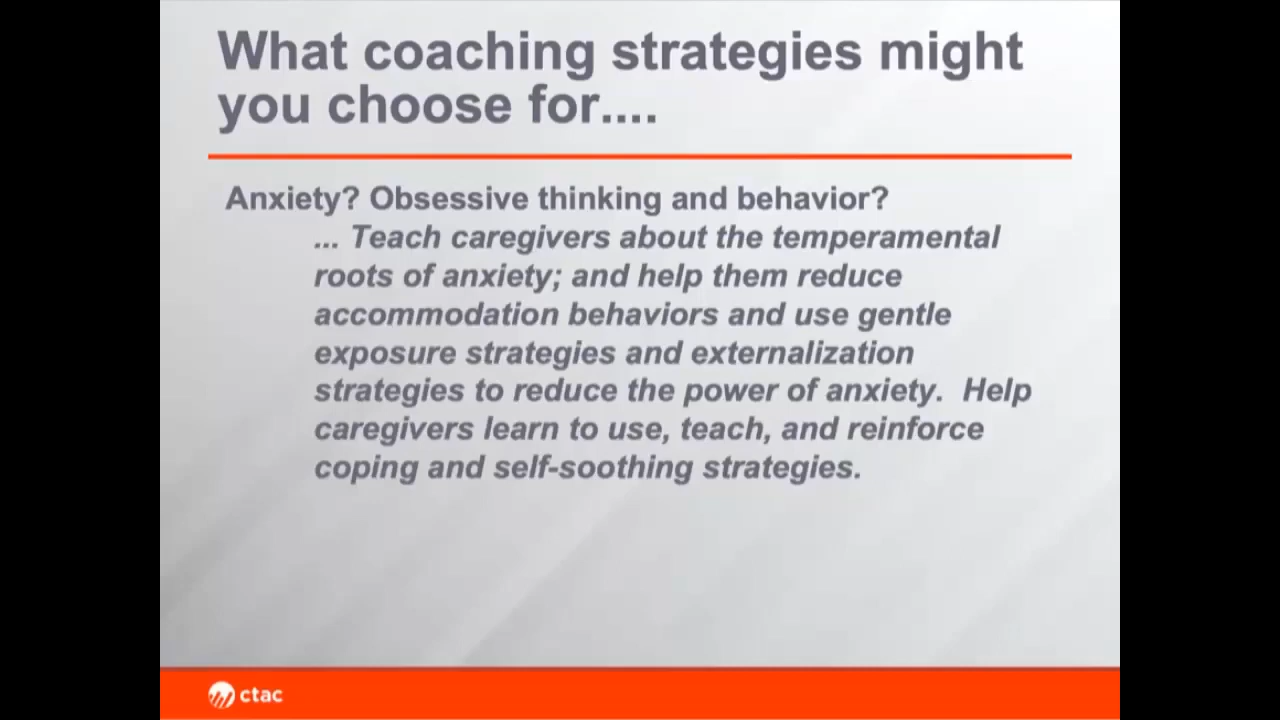 What coaching strategies might
you choose for....
Anxiety? Obsessive thinking and behavior?
... Teach caregivers about the temperamental
roots of anxiety; and help them reduce
accommodation behaviors and use gentle
exposure strategies and externalization
strategies to reduce the power of anxiety.  Help
caregivers learn to use, teach, and reinforce
coping and self-soothing strategies.
ctac